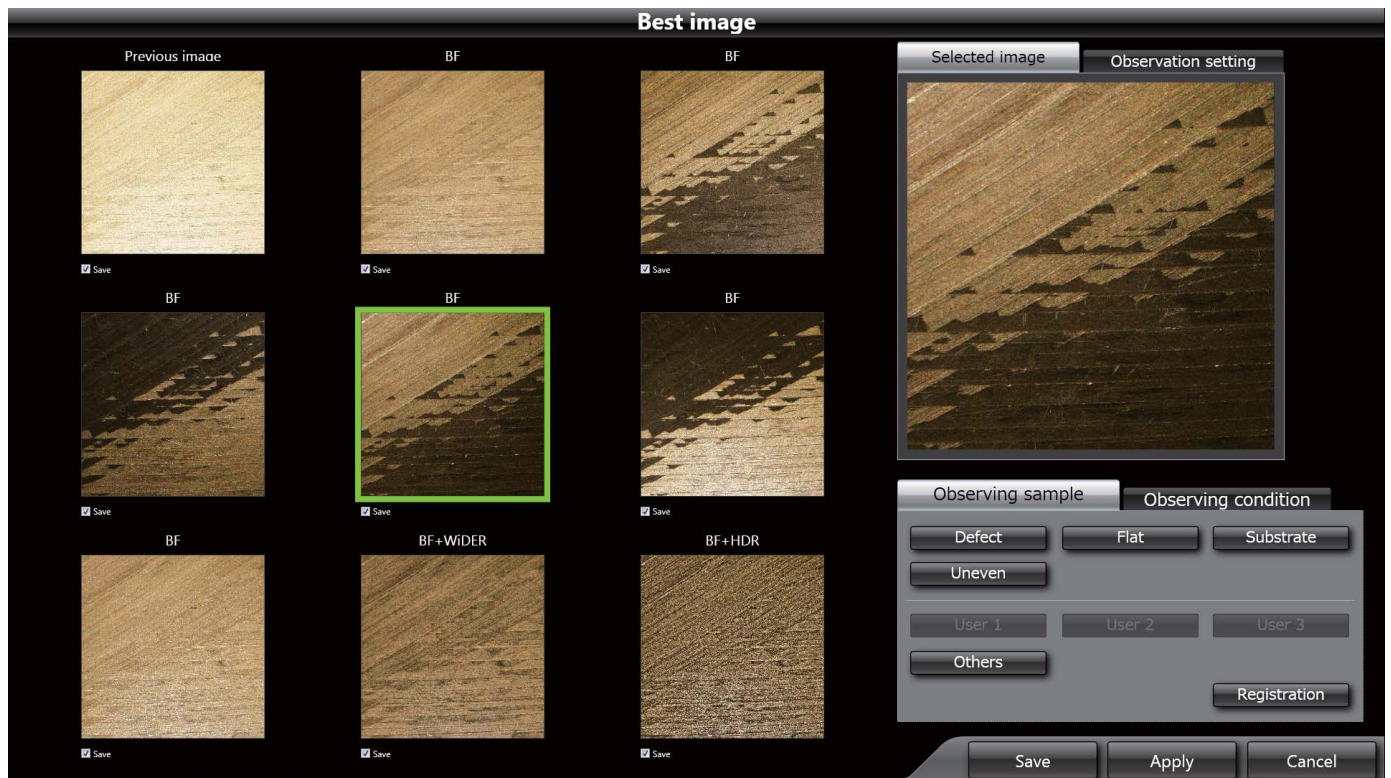 Best image
Previous image
BF
BF
Save
Save
Save
BF
BF
BF
Save
Save
Save
BF
BF+WiDER
BF+HDR
Save
Save
Save
Selected image
Observation setting
Observing sample
Observing condition
Defect
Flat
Substrate
Uneven
User 1
User 2
User 3
Others
Registration
Save
Apply
Cancel